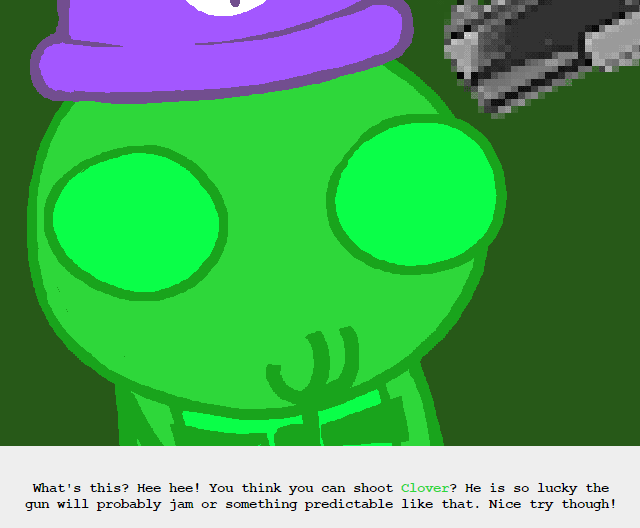 What's this? Hee hee! You think you can shoot Clover? He is so lucky the
gun will probably jam or something predictable like that. Nice try though!